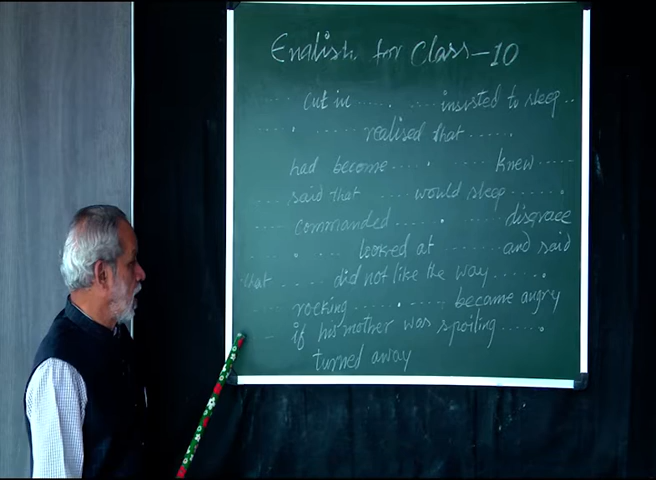 English for Class-10
cut in ....... insisted to sleep..
.... . ...... realised that ......
had become .... . .... knew ....
.... said that .... would sleep ..... .
.... commanded .... . .... disgrace
.... . .... looked at ...... and said
that ...... did not like the way ..... .
.... rocking .... . ...... became angry
.... if his mother was spoiling ...... .
turned away